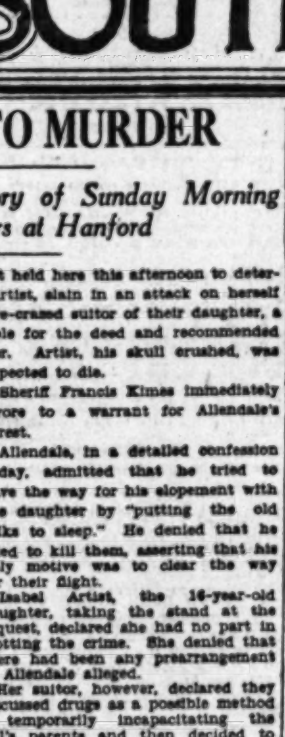 SOUTH
TO MURDER
ry of Sunday Morning
s at Hanford
t held here this afternoon to deter-
rtist, slain in an attack on herself
e-crazed suitor of their daughter, a
le for the deed and recommended
r. Artist, his skull crushed, was
pected to die.
Sheriff Francis Kimes immediately
ore to a warrant for Allendale's
rest.
Allendale, in a detailed confession
day, admitted that he tried to
ve the way for his elopement with
e daughter by "putting the old
lks to sleep." He denied that he
ed to kill them, asserting that his
ly motive was to clear the way
r their flight.
Isabel Artist, the 16-year-old
ughter, taking the stand at the
quest, declared she had no part in
otting the crime. She denied that
ere had been any prearrangement
Allendale alleged.
Her suitor, however, declared they
cussed drugs as a possible method
temporarily incapacitating the
l's parents and then decided to